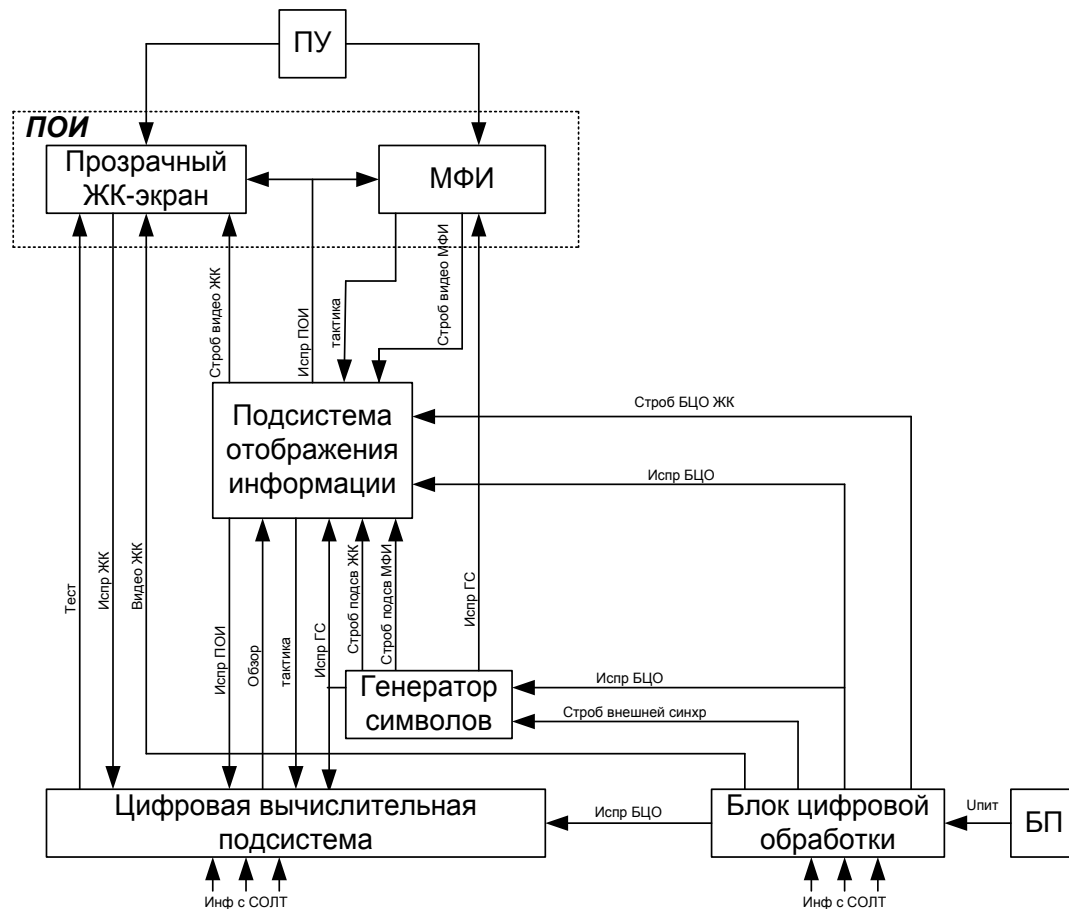 ПУ
ПОИ
Прозрачный
ЖК-экран
МФИ
Строб видео ЖК
Испр ПОИ
тактика
Строб видео МФИ
Подсистема
отображения
информации
Строб БЦО ЖК
Испр БЦО
Тест
Испр ЖК
Видео ЖК
Испр ПОИ
Обзор
тактика
Испр ГС
Строб подсв ЖК
Строб подсв МФИ
Испр ГС
Генератор
символов
Испр БЦО
Строб внешней синхр
Цифровая вычислительная
подсистема
Испр БЦО
Блок цифровой
обработки
Uпит
БП
Инф с СОЛТ
Инф с СОЛТ